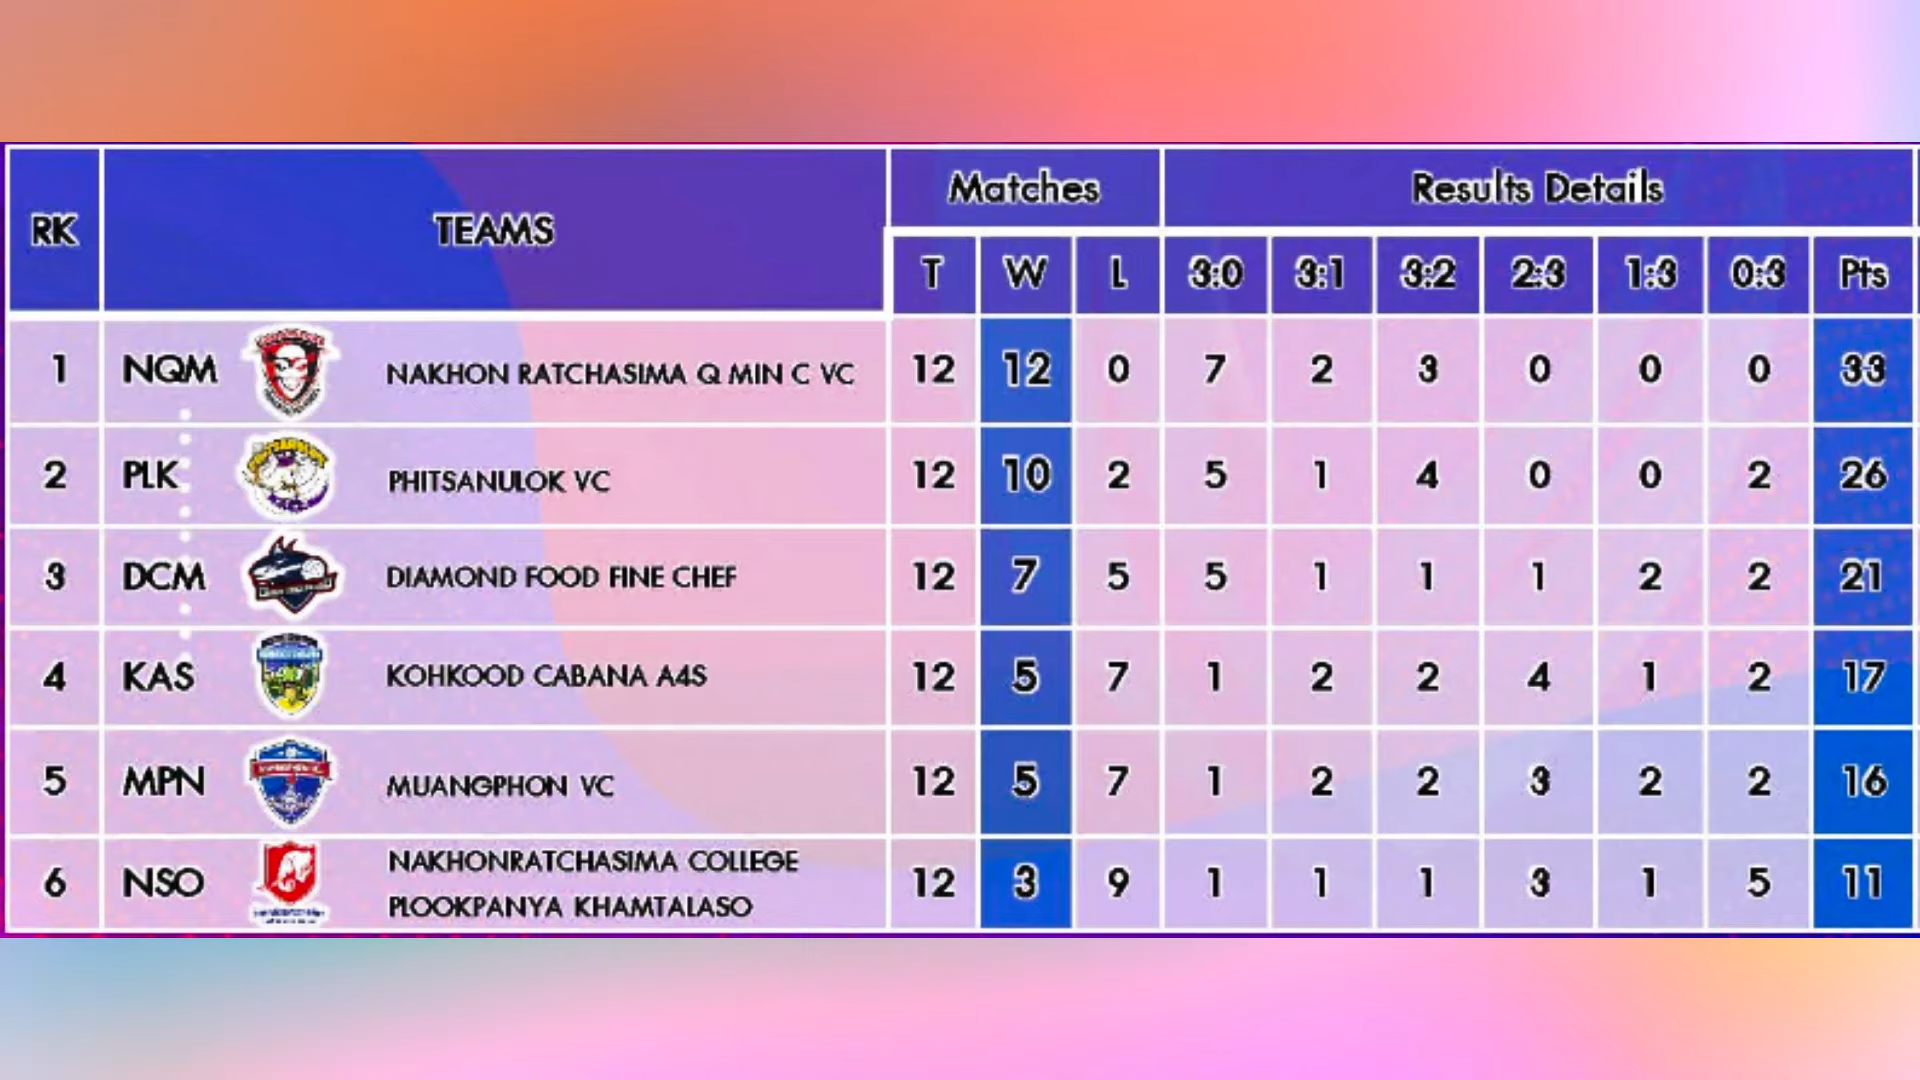 RK TEAMS Matches Results Details
T W L 3:0 3:1 3:2 2:3 1:3 0:3 Pts
1 NQM NAKHON RATCHASIMA Q MIN C VC 12 12 0 7 2 3 0 0 0 33
2 PLK PHITSANULOK VC 12 10 2 5 1 4 0 0 2 26
3 DCM DIAMOND FOOD FINE CHEF 12 7 5 5 1 1 1 2 2 21
4 KAS KOHKOOD CABANA A4S 12 5 7 1 2 2 4 1 2 17
5 MPN MUANGPHON VC 12 5 7 1 2 2 3 2 2 16
6 NSO NAKHONRATCHASIMA COLLEGE
PLOOKPANYA KHAMTALASO 12 3 9 1 1 1 3 1 5 11